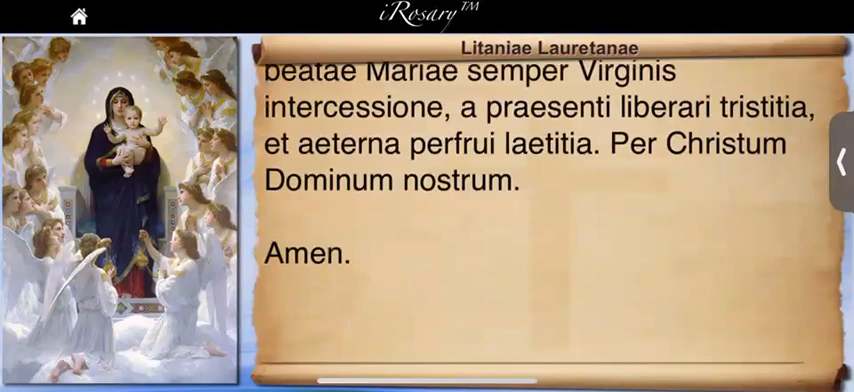 iRosary™
Litaniae Lauretanae
beatae Mariae semper Virginis
intercessione, a praesenti liberari tristitia,
et aeterna perfrui laetitia. Per Christum
Dominum nostrum.
Amen.